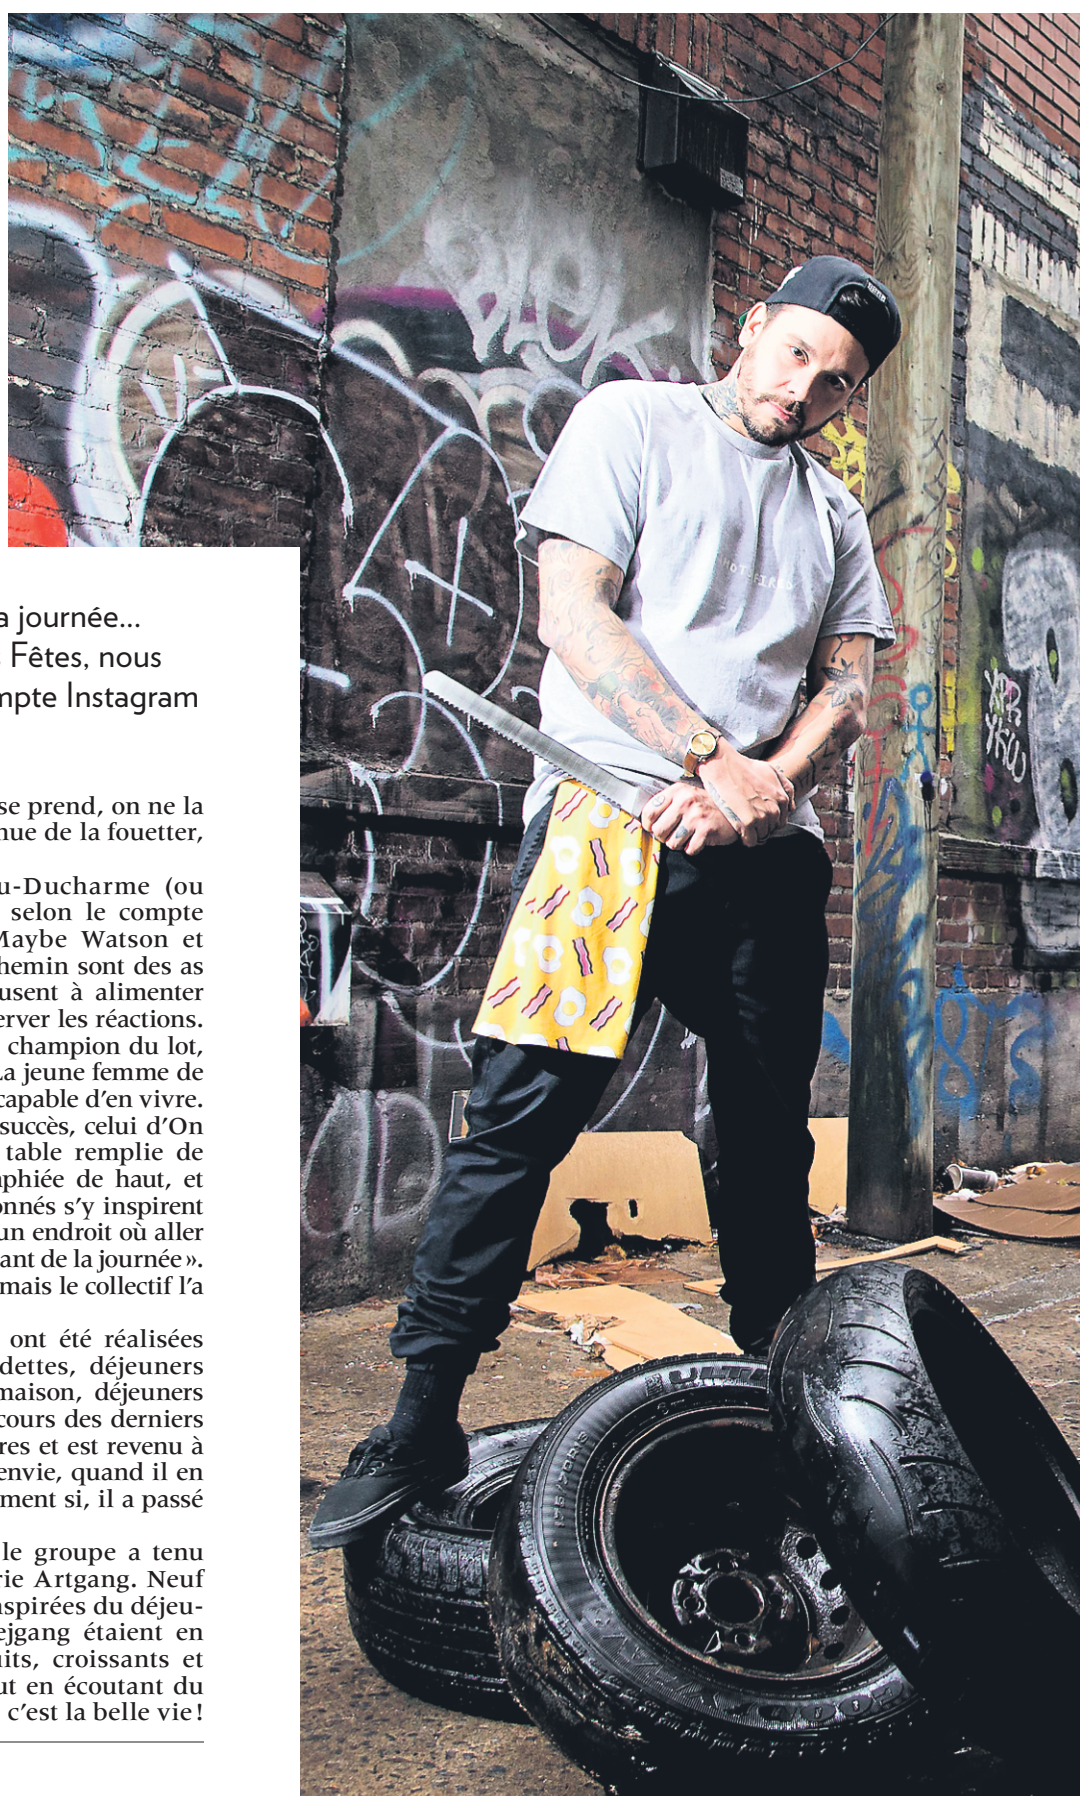 BLEK
a journée...
Fêtes, nous
mpte Instagram
se prend, on ne la
nue de la fouetter,
u-Ducharme (ou
selon le compte
Maybe Watson et
hemin sont des as
usent à alimenter
erver les réactions.
champion du lot,
La jeune femme de
capable d'en vivre.
succès, celui d'On
table remplie de
aphiée de haut, et
onnés s'y inspirent
un endroit où aller
ant de la journée».
mais le collectif l'a
ont été réalisées
dettes, déjeuners
maison, déjeuners
cours des derniers
res et est revenu à
envie, quand il en
ment si, il a passé
le groupe a tenu
rie Artgang. Neuf
nspirées du déjeu-
ejgang étaient en
uits, croissants et
ut en écoutant du
c'est la belle vie!